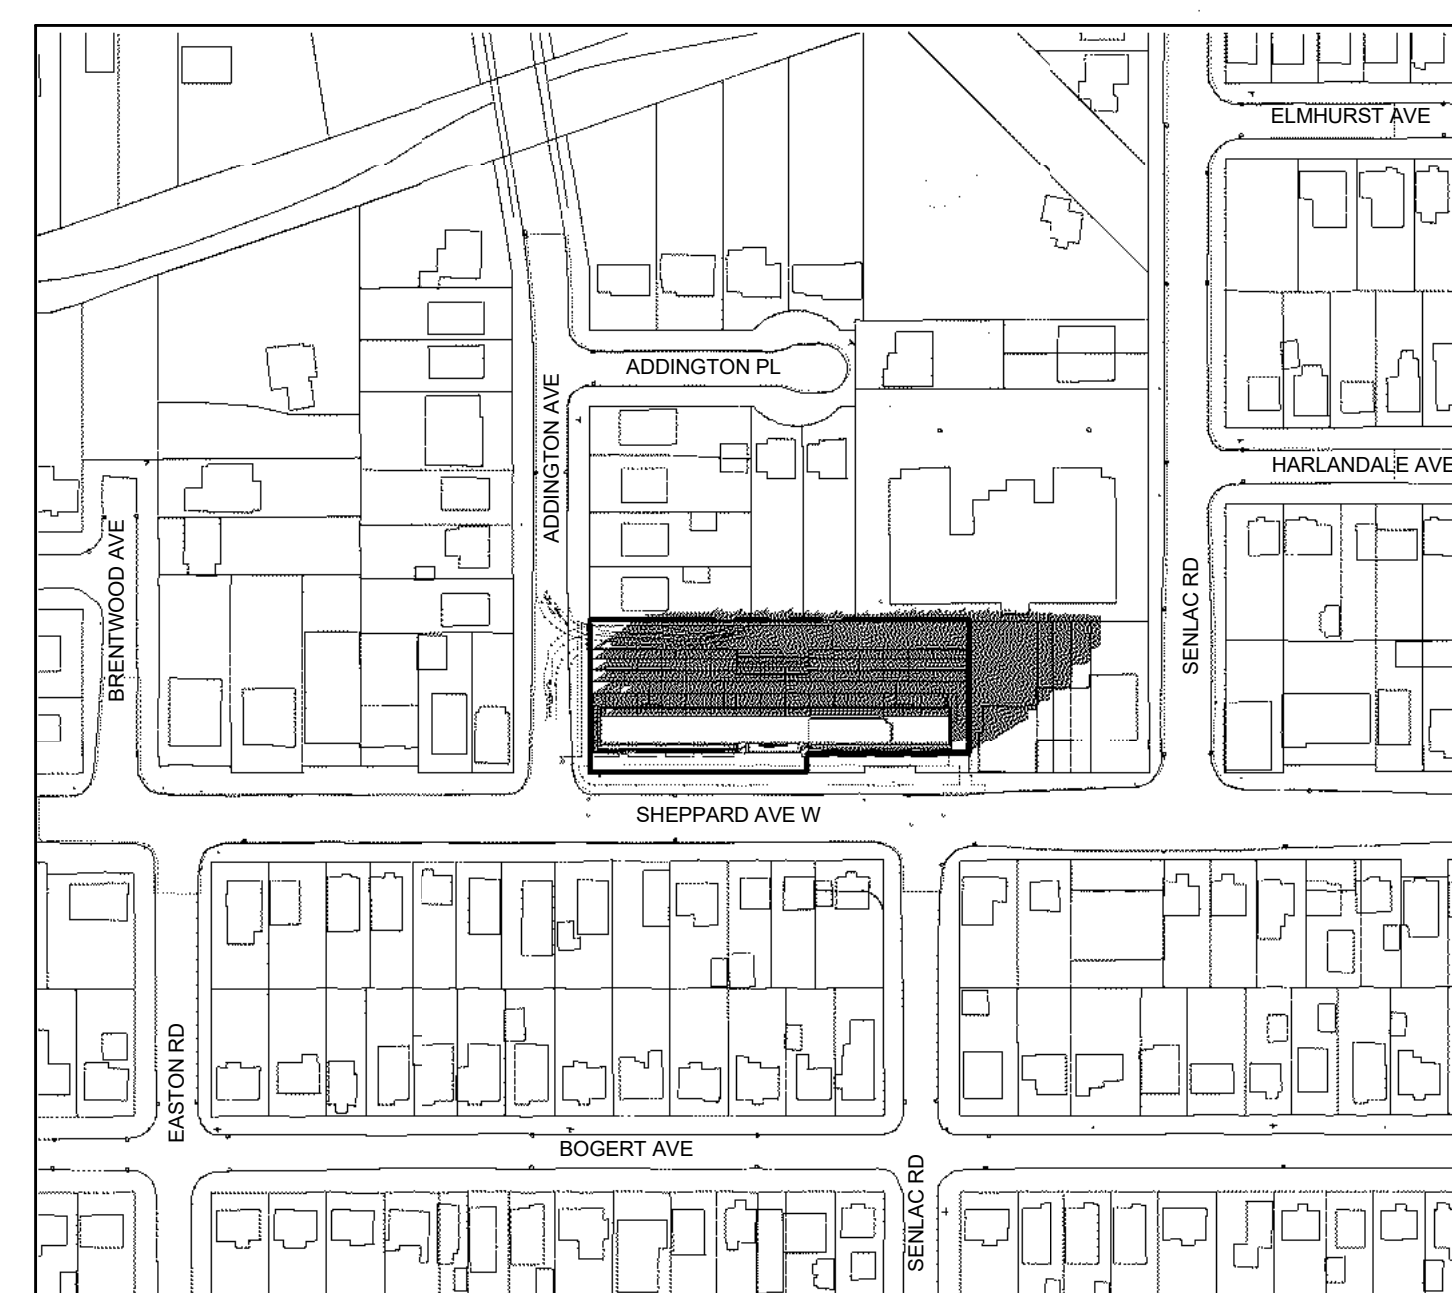 ELMHURST AVE
ADDINGTON PL
ADDINGTON AVE
HARLANDALE AVE
BRENTWOOD AVE
SENLAC RD
SHEPPARD AVE W
EASTON RD
BOGERT AVE
SENLAC RD